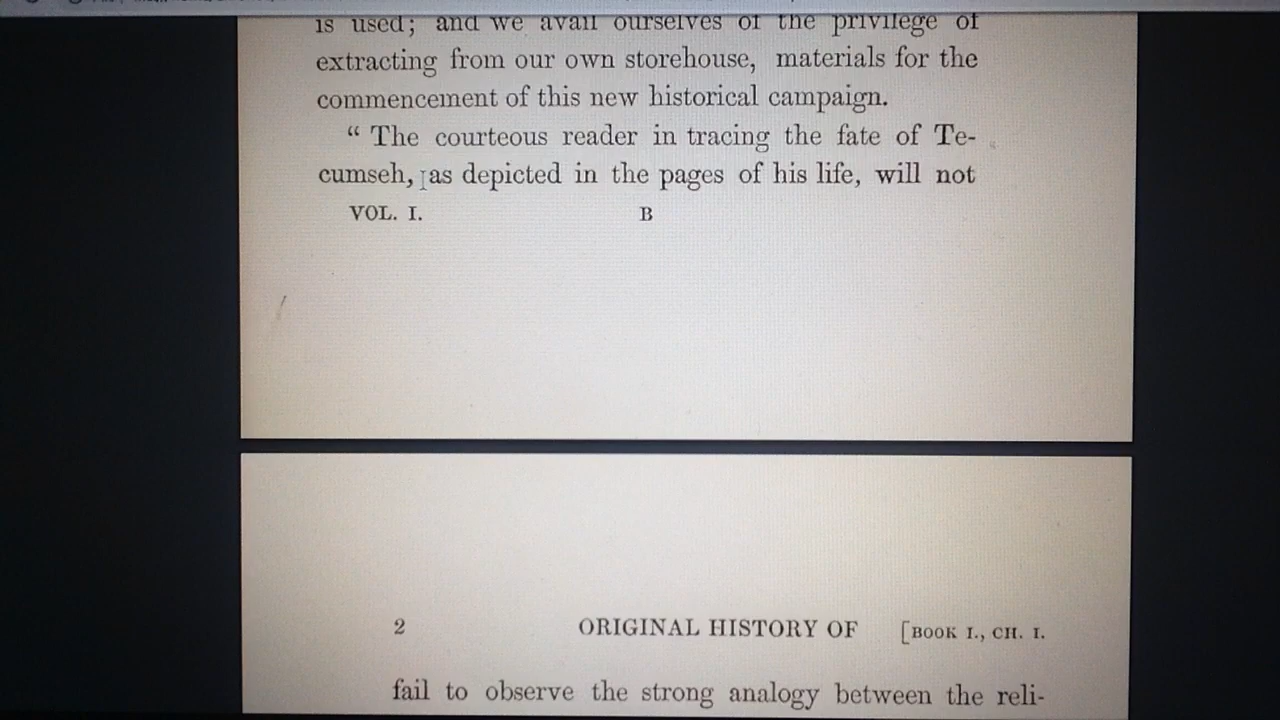 is used; and we avail ourselves of the privilege of
extracting from our own storehouse, materials for the
commencement of this new historical campaign.
“ The courteous reader in tracing the fate of Te-
cumseh, as depicted in the pages of his life, will not
VOL. I. B
2 ORIGINAL HISTORY OF [BOOK I., CH. I.
fail to observe the strong analogy between the reli-